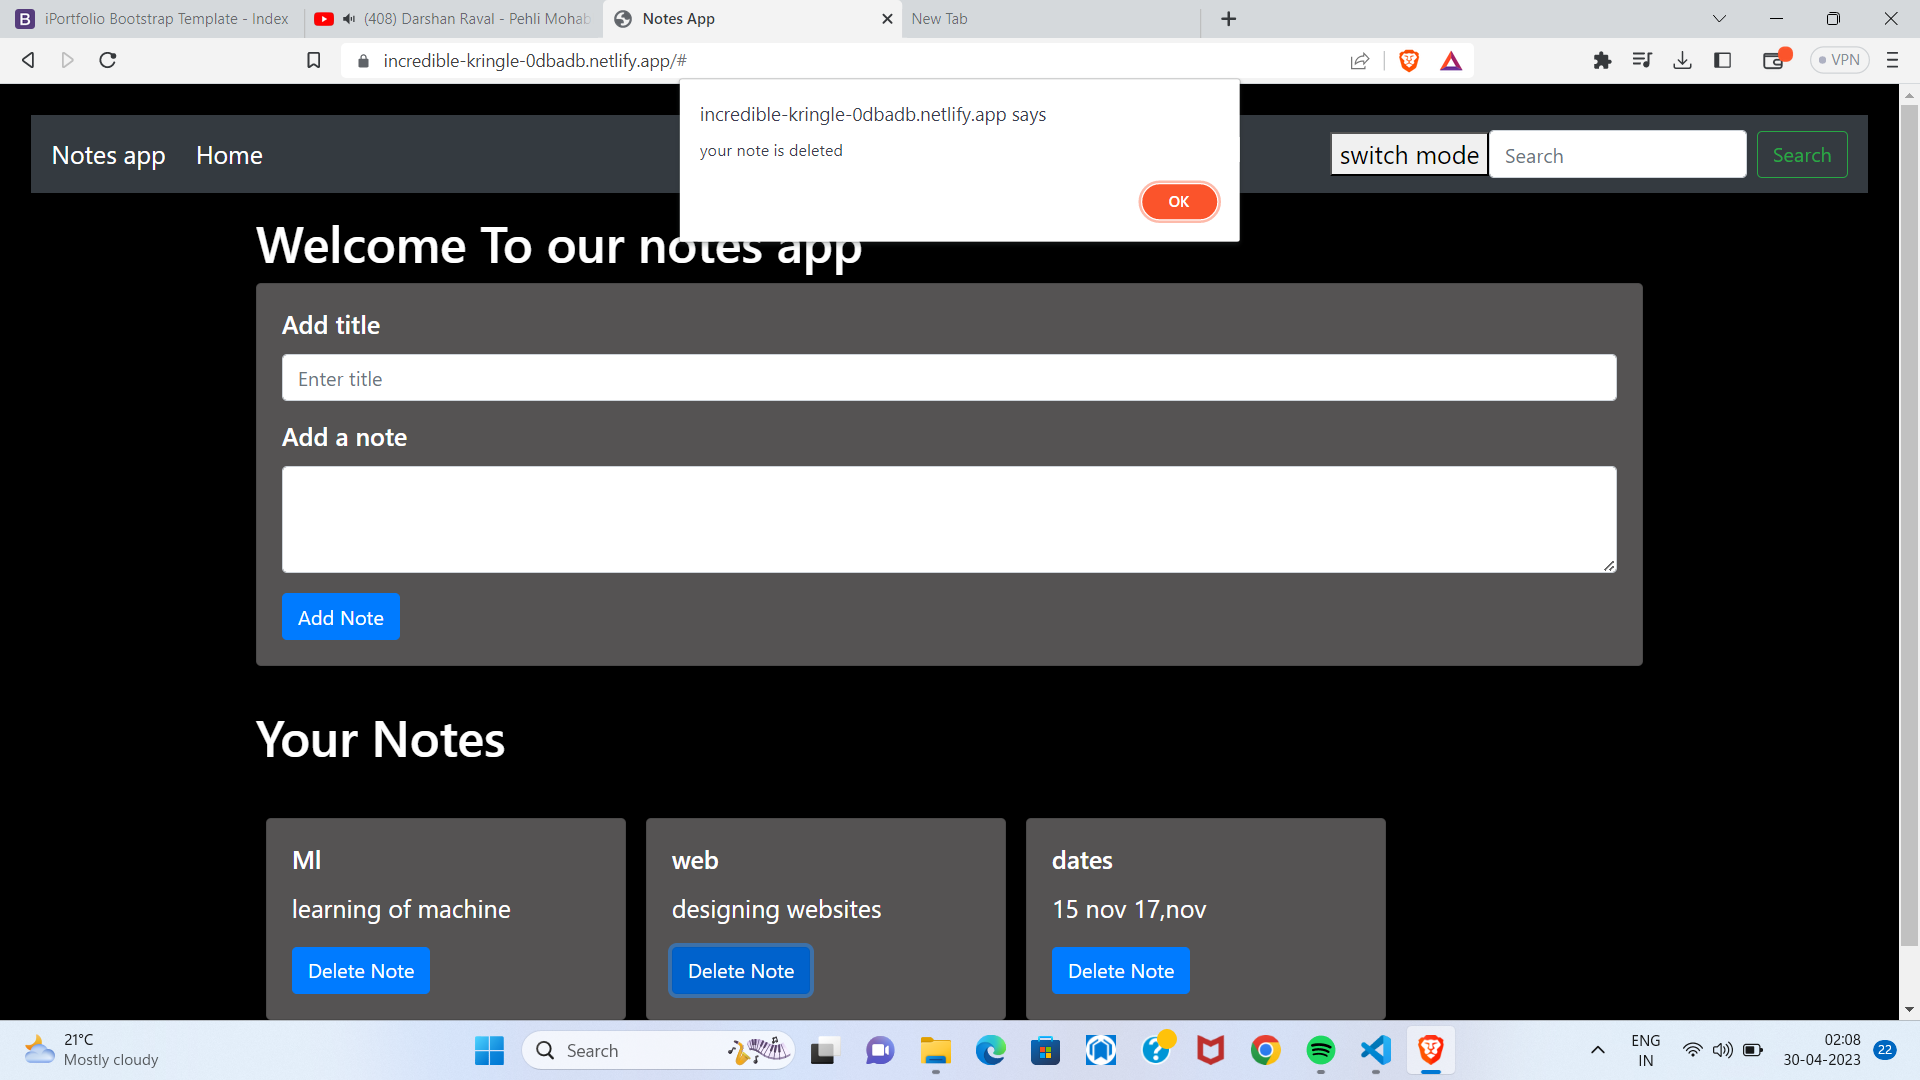 iPortfolio Bootstrap Template - Index
(408) Darshan Raval - Pehli Mohab
Notes App
New Tab
incredible-kringle-0dbadb.netlify.app/#
VPN
incredible-kringle-0dbadb.netlify.app says
your note is deleted
OK
Notes app
Home
switch mode
Search
Search
Welcome To our notes app
Add title
Enter title
Add a note
Add Note
Your Notes
Ml
learning of machine
Delete Note
web
designing websites
Delete Note
dates
15 nov 17,nov
Delete Note
21°C
Mostly cloudy
Search
ENG
IN
02:08
30-04-2023
22